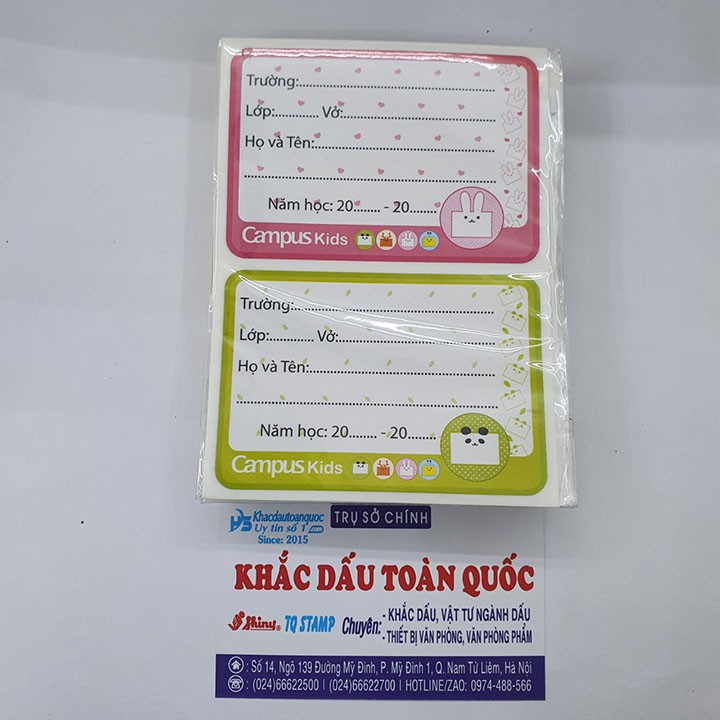 Trường:..........................................
Lớp:............ Vở:................................
Họ và Tên:.......................................
....................................................
Năm học: 20........ - 20........
Campus Kids
Trường:..........................................
Lớp:............ Vở:................................
Họ và Tên:.......................................
....................................................
Năm học: 20........ - 20........
Campus Kids
Khacdautoanquoc
.com
Uy tín số 1
Since: 2015
TRỤ SỞ CHÍNH
KHẮC DẤU TOÀN QUỐC
Shiny® TQ STAMP Chuyên:
- KHẮC DẤU, VẬT TƯ NGÀNH DẤU
- THIẾT BỊ VĂN PHÒNG, VĂN PHÒNG PHẨM
: Số 14, Ngõ 139 Đường Mỹ Đình, P. Mỹ Đình 1, Q. Nam Từ Liêm, Hà Nội
: (024)66622500 | (024)66622700 | HOTLINE/ZAO: 0974-488-566